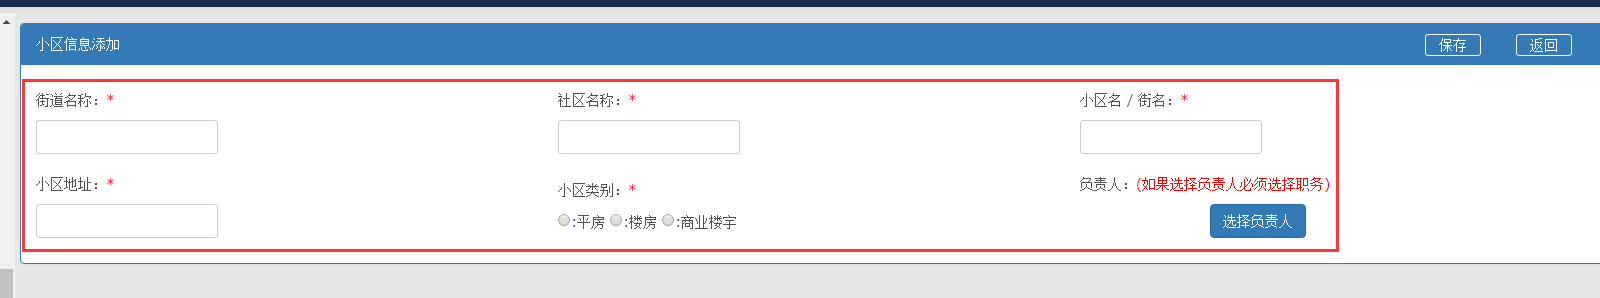 小区信息添加
保存
返回
街道名称：*
社区名称：*
小区名 / 街名：*
小区地址：*
小区类别：*
负责人：(如果选择负责人必须选择职务)
:平房 :楼房 :商业楼宇
选择负责人